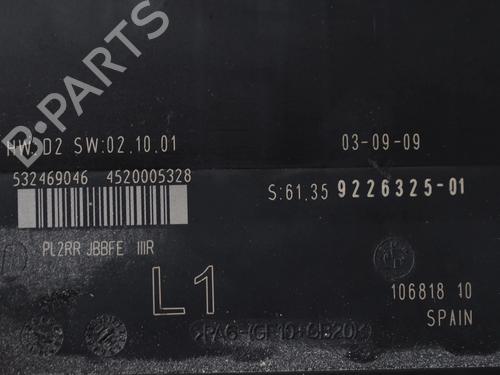 HW:D2 SW:02.10.01
03-09-09
532469046 4520005328
S:61.35 9226325-01
PL2RR JBBFE IIIR
L1
106818 10
SPAIN
B-PARTS